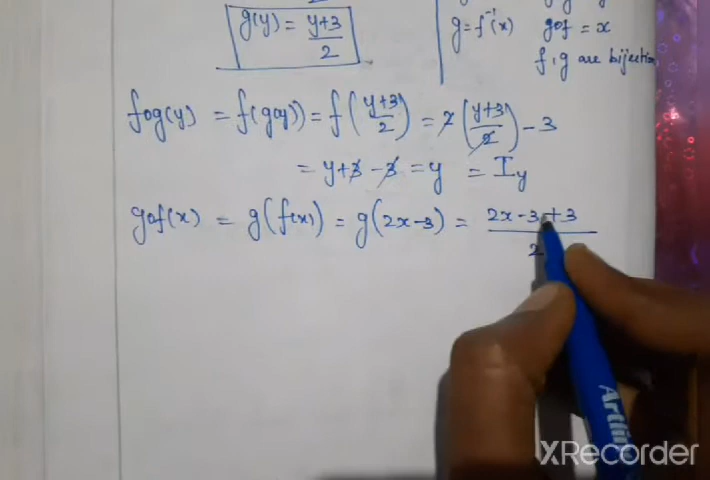 g(y) = y+3/2
g = f⁻¹(x) gof = x
f, g are bijection
fog(y) = f(g(y)) = f(y+3/2) = 2(y+3/2) - 3
= y+3 - 3 = y = I_y
gof(x) = g(f(x)) = g(2x-3) = 2x-3+3/2
Artline
XRecorder